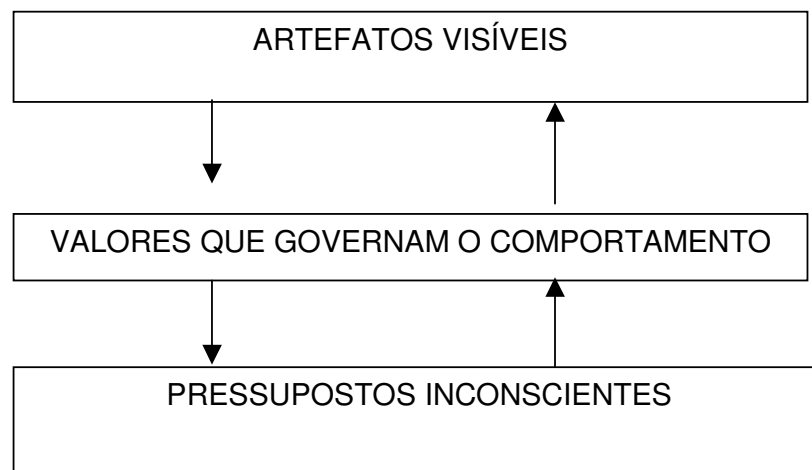 ARTEFATOS VISÍVEIS
VALORES QUE GOVERNAM O COMPORTAMENTO
PRESSUPOSTOS INCONSCIENTES